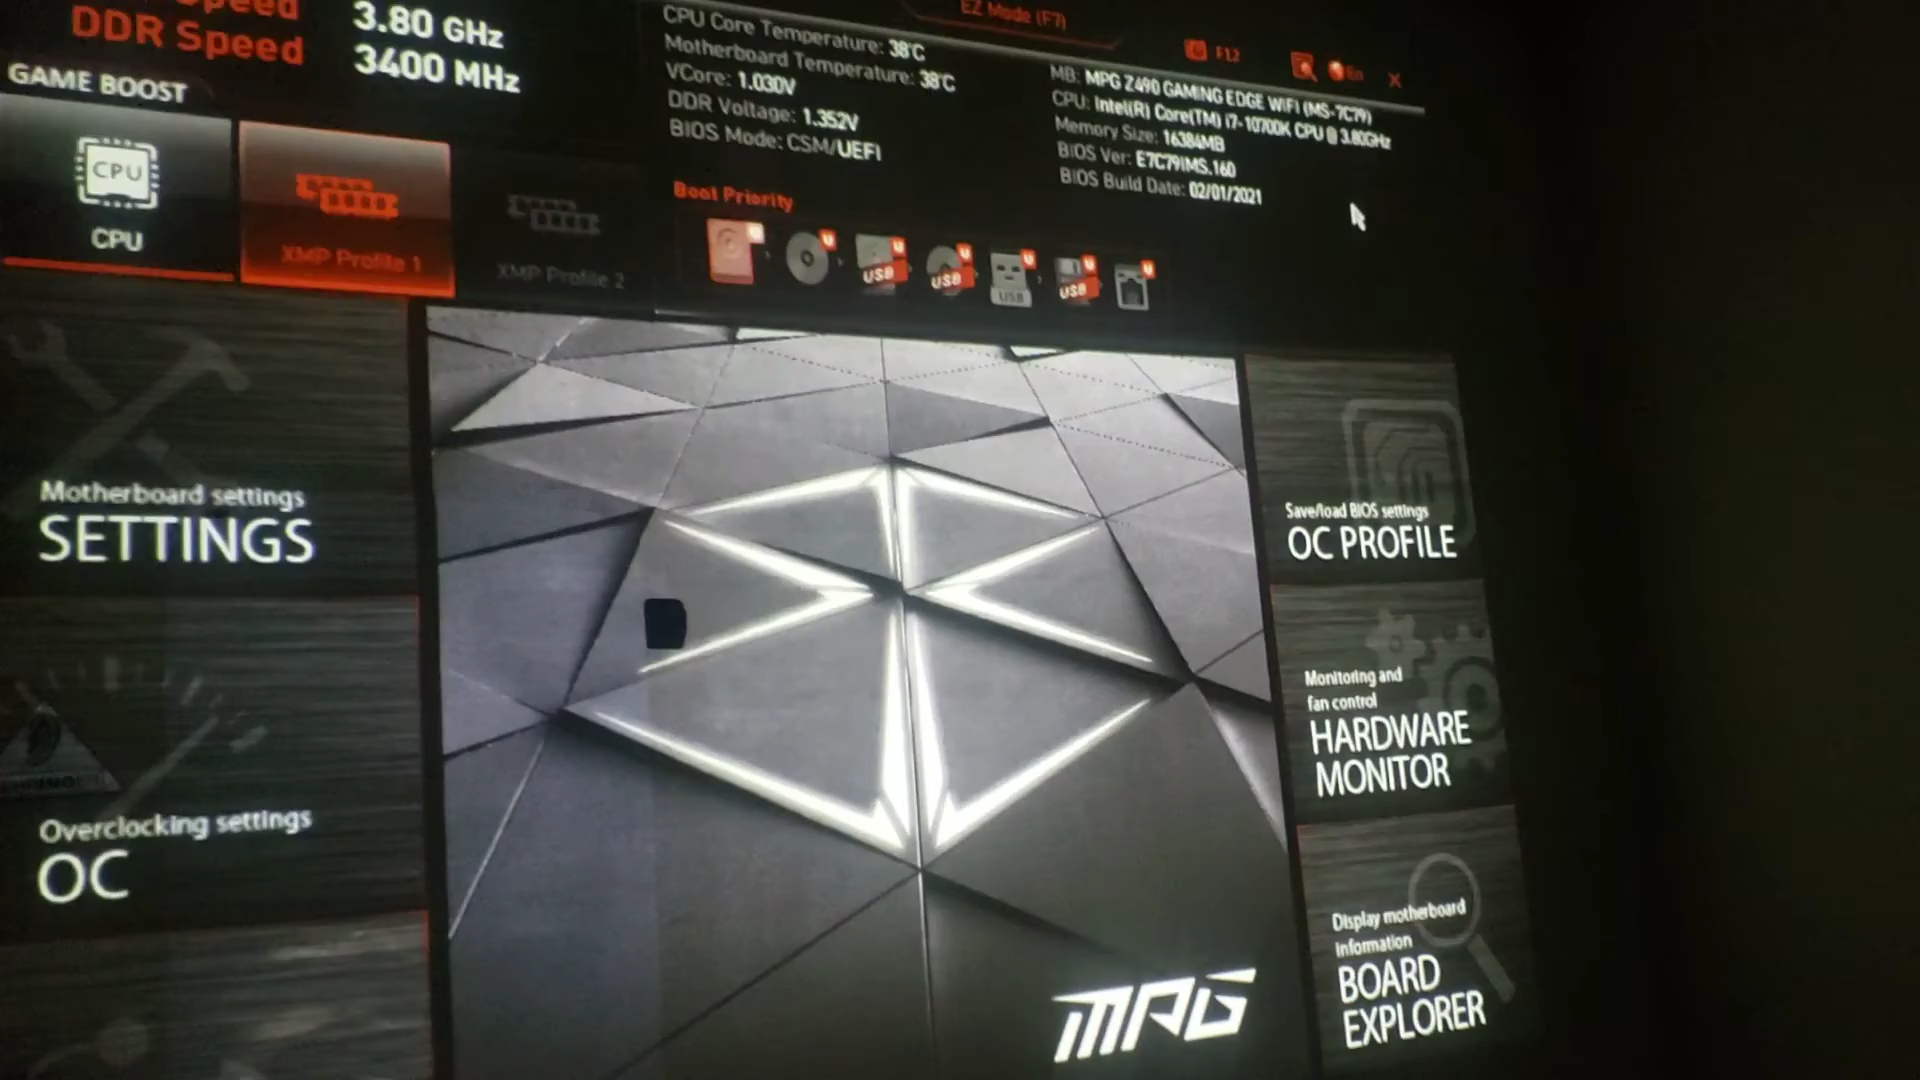 Speed 3.80 GHz
DDR Speed 3400 MHz
GAME BOOST
CPU
CPU
XMP Profile 1
XMP Profile 2
EZ Mode (F7)
F12
En
X
CPU Core Temperature: 38°C
Motherboard Temperature: 38°C
VCore: 1.030V
DDR Voltage: 1.352V
BIOS Mode: CSM/UEFI
MB: MPG Z490 GAMING EDGE WIFI (MS-7C79)
CPU: Intel(R) Core(TM) i7-10700K CPU @ 3.80GHz
Memory Size: 16384MB
BIOS Ver: E7C79IMS.160
BIOS Build Date: 02/01/2021
Boot Priority
U
U
USB
U
USB
U
USB
U
USB
U
U
Motherboard settings
SETTINGS
Overclocking settings
OC
MPG
Save/load BIOS settings
OC PROFILE
Monitoring and
fan control
HARDWARE
MONITOR
Display motherboard
information
BOARD
EXPLORER